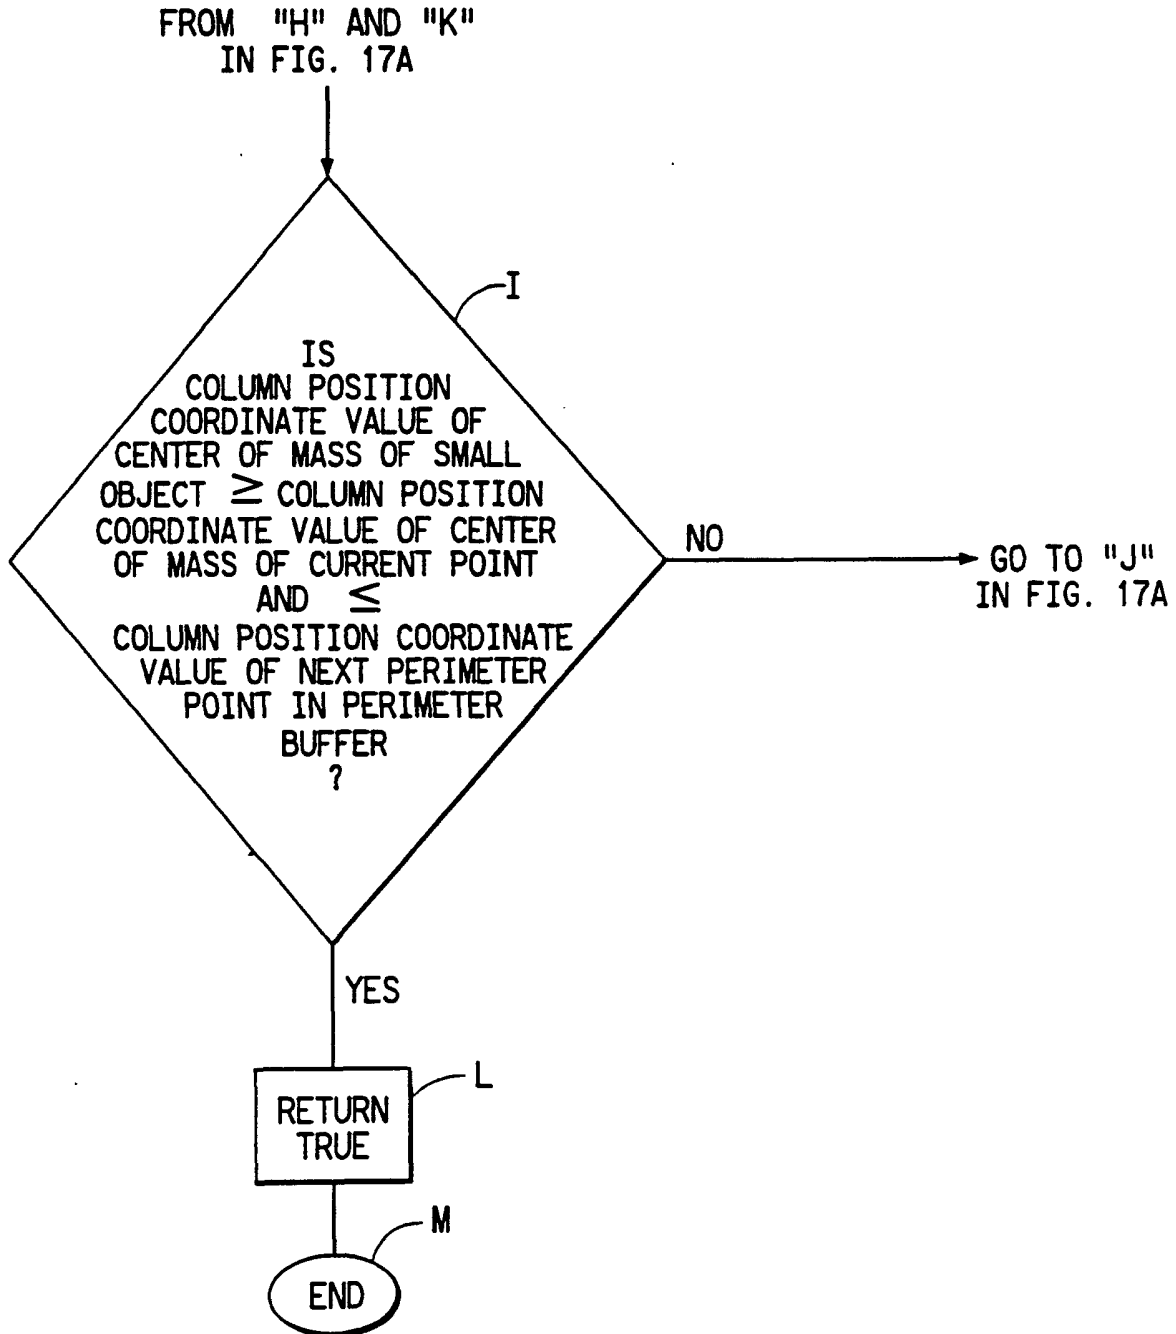 FROM "H" AND "K"
IN FIG. 17A
I
IS
COLUMN POSITION
COORDINATE VALUE OF
CENTER OF MASS OF SMALL
OBJECT ≥ COLUMN POSITION
COORDINATE VALUE OF CENTER
OF MASS OF CURRENT POINT
AND ≤
COLUMN POSITION COORDINATE
VALUE OF NEXT PERIMETER
POINT IN PERIMETER
BUFFER
?
NO
GO TO "J"
IN FIG. 17A
YES
L
RETURN
TRUE
M
END